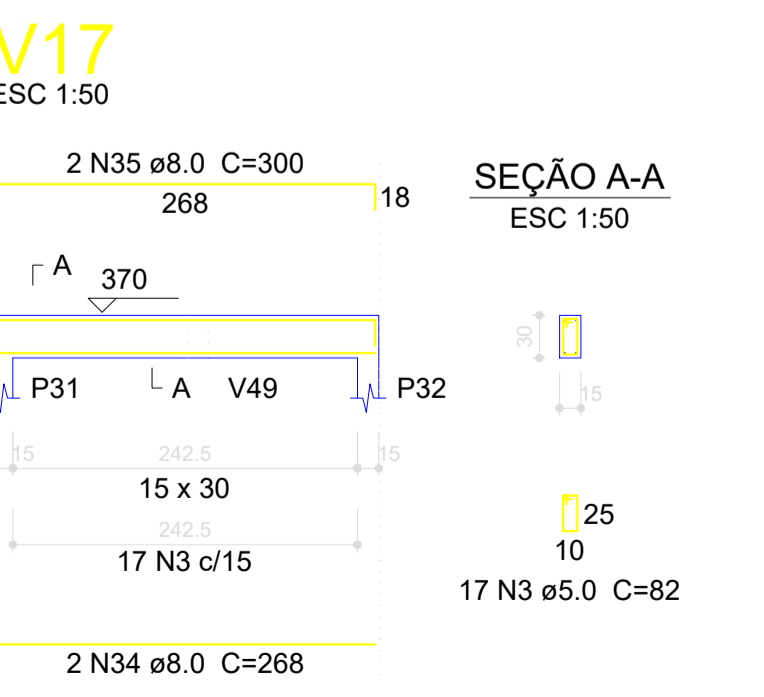 V17
ESC 1:50
2 N35 ø8.0 C=300
268
18
SEÇÃO A-A
ESC 1:50
A
370
30
15
P31
A
V49
P32
15
242.5
15
15 x 30
242.5
17 N3 c/15
25
10
17 N3 ø5.0 C=82
2 N34 ø8.0 C=268